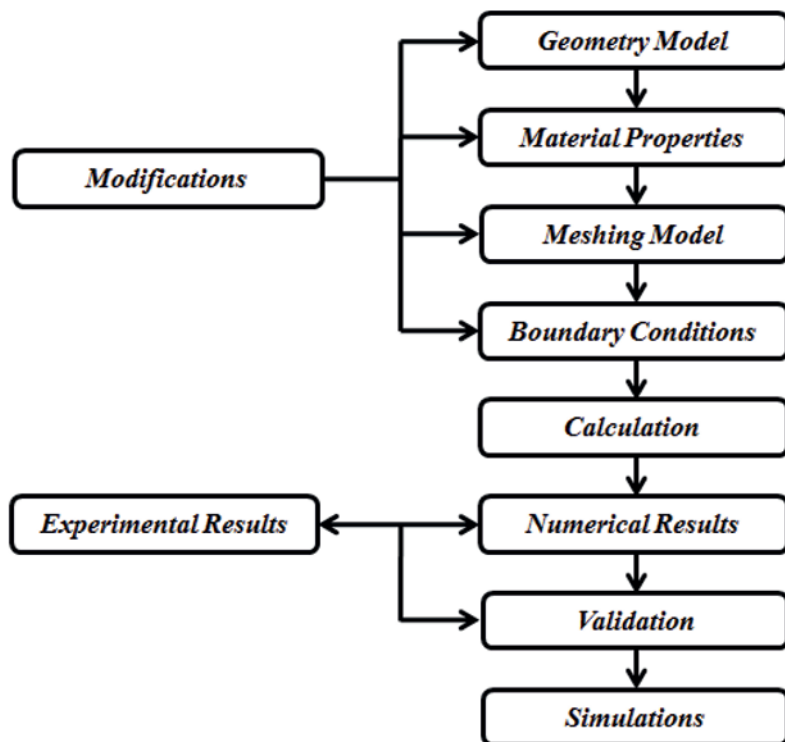 Geometry Model
Material Properties
Modifications
Meshing Model
Boundary Conditions
Calculation
Experimental Results
Numerical Results
Validation
Simulations